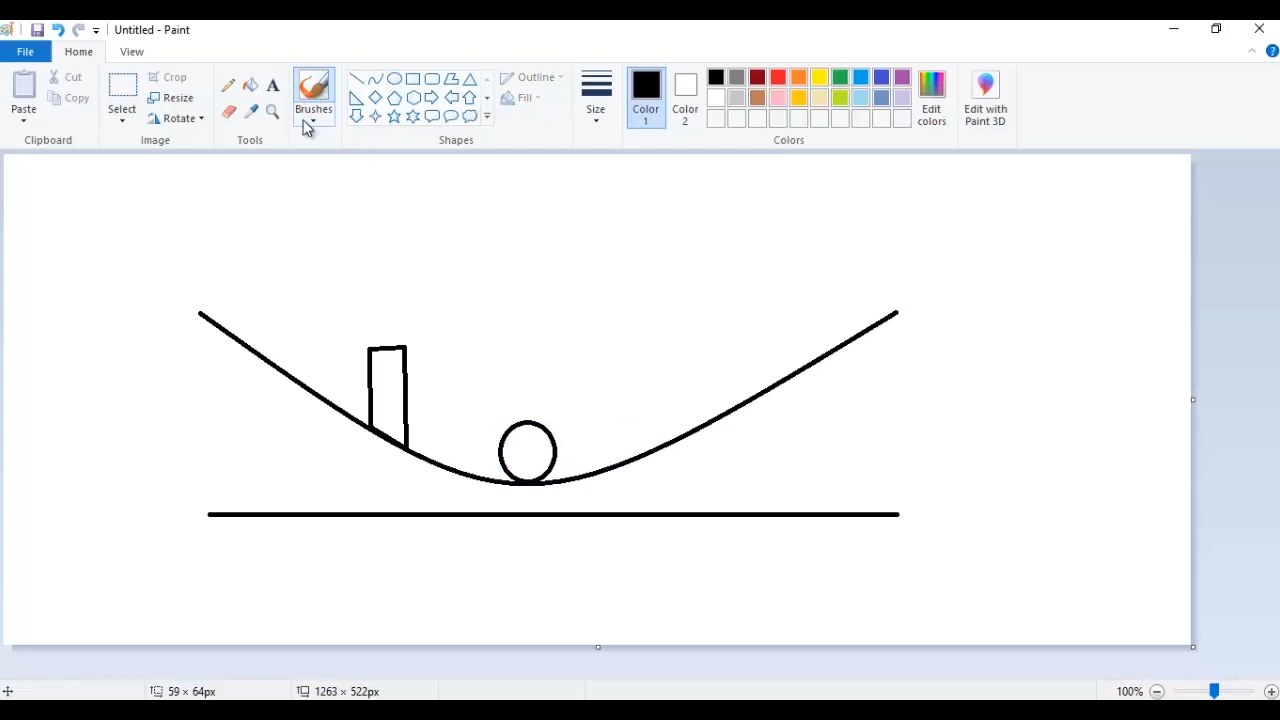 Untitled - Paint
File Home View
Paste
Cut
Copy
Clipboard
Select
Crop
Resize
Rotate
Image
A
Tools
Brushes
Outline
Fill
Shapes
Size
Color
1
Color
2
Edit
colors
Colors
Edit with
Paint 3D
?
59 × 64px
1263 × 522px
100%